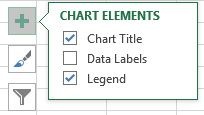 CHART ELEMENTS
Chart Title
Data Labels
Legend